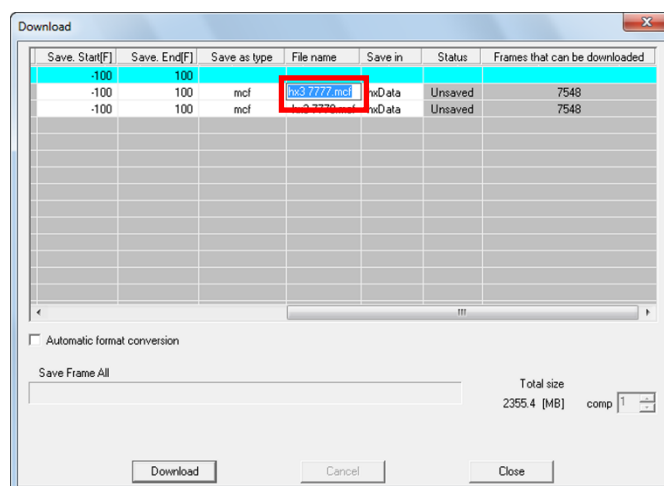 Download
Save. Start[F] Save. End[F] Save as type File name Save in Status Frames that can be downloaded
-100 100
-100 100 mcf hx3 7777.mcf hxData Unsaved 7548
-100 100 mcf hxData Unsaved 7548
Automatic format conversion
Save Frame All
Total size
2355.4 [MB] comp 1
Download Cancel Close